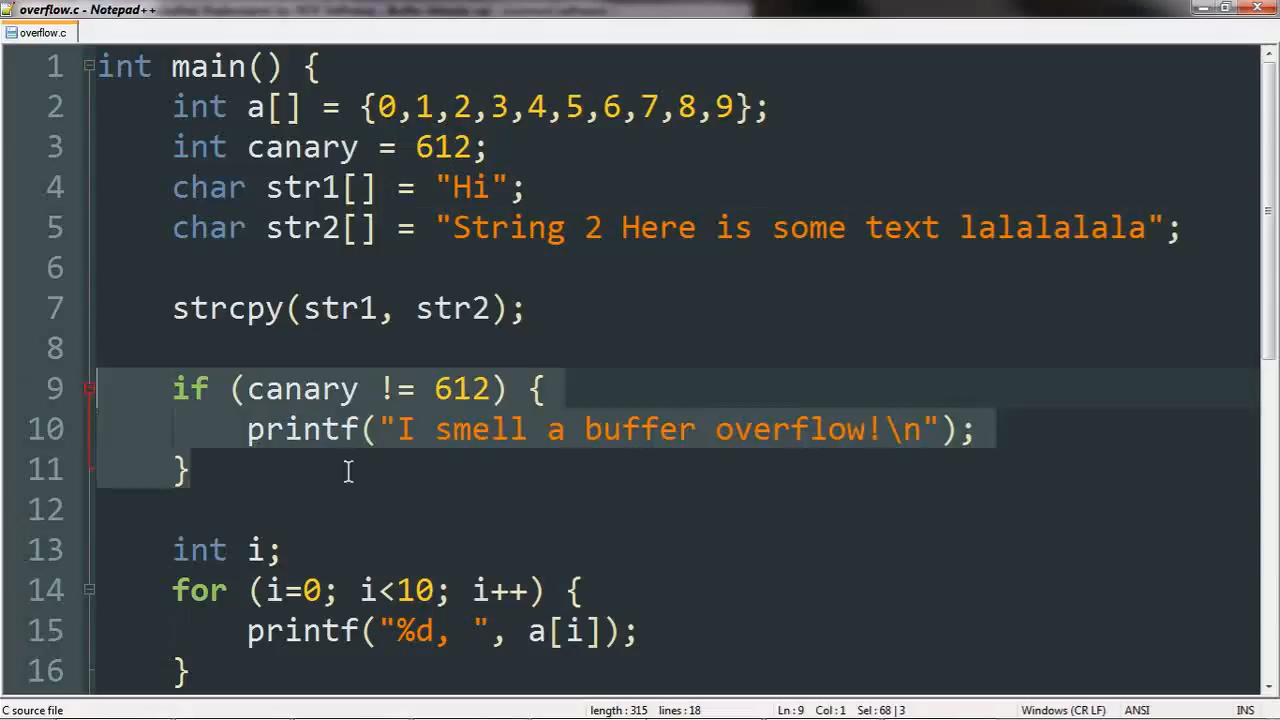 overflow.c - Notepad++
overflow.c
1 int main() {
2 int a[] = {0,1,2,3,4,5,6,7,8,9};
3 int canary = 612;
4 char str1[] = "Hi";
5 char str2[] = "String 2 Here is some text lalalalala";
6
7 strcpy(str1, str2);
8
9 if (canary != 612) {
10 printf("I smell a buffer overflow!\n");
11 }
12
13 int i;
14 for (i=0; i<10; i++) {
15 printf("%d, ", a[i]);
16 }
C source file length : 315 lines : 18 Ln : 9 Col : 1 Sel : 68 | 3 Windows (CR LF) ANSI INS